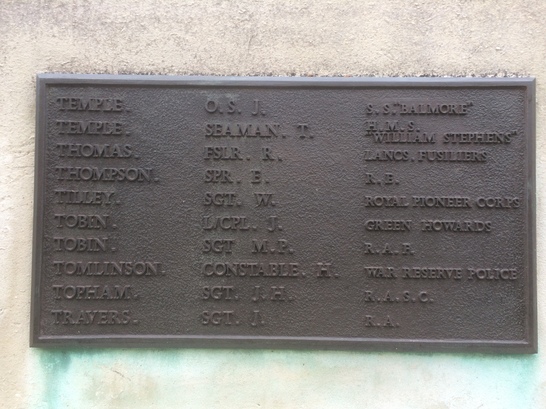 TEMPLE. O.S. J. S.S. "BALMORE"
TEMPLE. SEAMAN. T. H.M.S. "WILLIAM STEPHENS"
THOMAS. FSLR. R. LANCS. FUSILIERS
THOMPSON. SPR. E. R.E.
TILLEY. SGT. W. ROYAL PIONEER CORPS
TOBIN. L/CPL. J. GREEN HOWARDS
TOBIN. SGT M.P. R.A.F.
TOMLINSON. CONSTABLE. H. WAR RESERVE POLICE
TOPHAM. SGT. J.H. R.A.S.C.
TRAVERS. SGT. J. R.A.